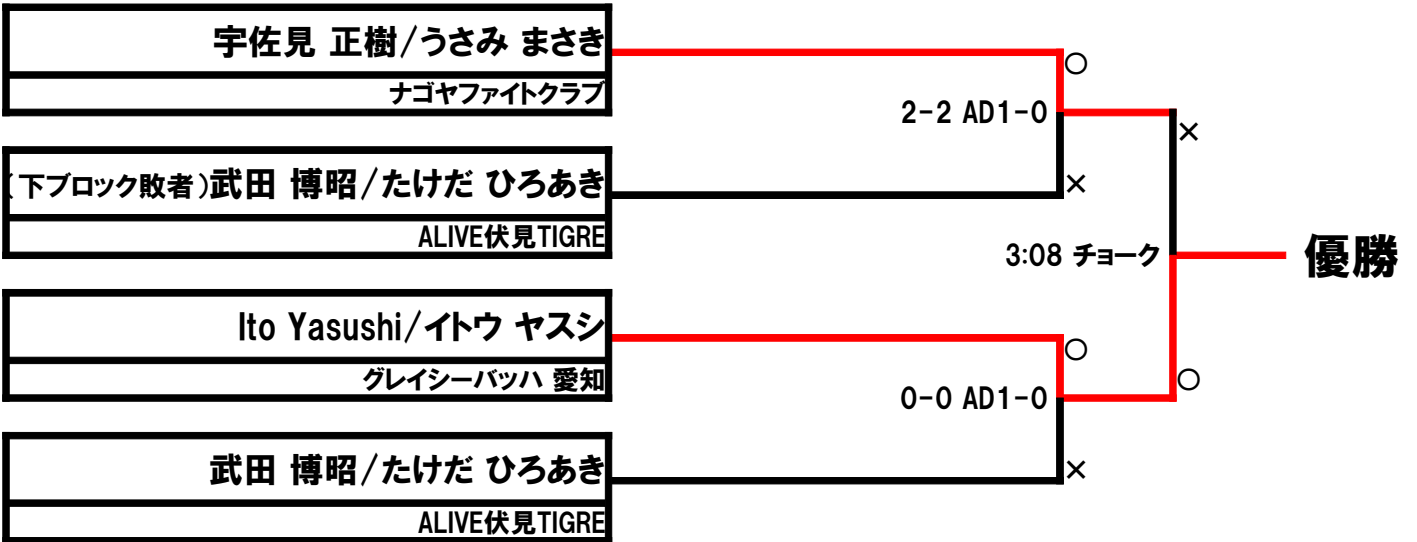 宇佐見 正樹/うさみ まさき
ナゴヤファイトクラブ
○
2-2 AD1-0
×
(下ブロック敗者)武田 博昭/たけだ ひろあき
ALIVE伏見TIGRE
×
3:08 チョーク
優勝
Ito Yasushi/イトウ ヤスシ
グレイシーバッハ 愛知
○
0-0 AD1-0
○
武田 博昭/たけだ ひろあき
ALIVE伏見TIGRE
×